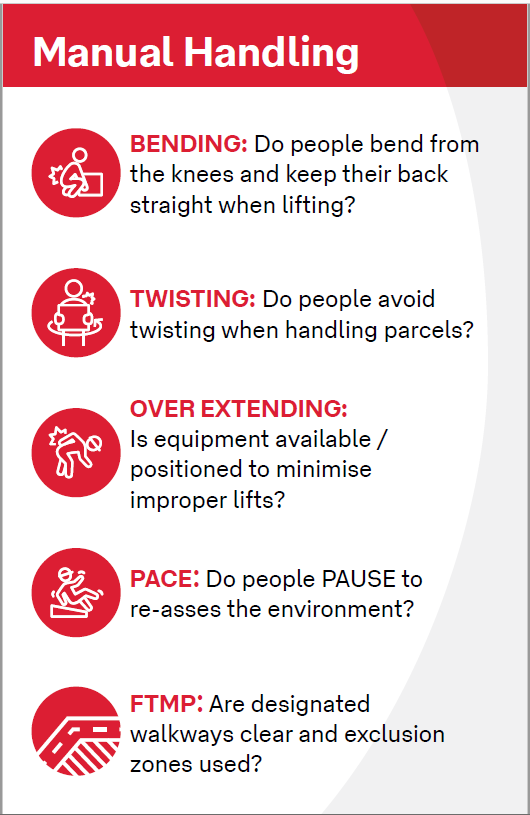 Manual Handling
BENDING: Do people bend from
the knees and keep their back
straight when lifting?
TWISTING: Do people avoid
twisting when handling parcels?
OVER EXTENDING:
Is equipment available /
positioned to minimise
improper lifts?
PACE: Do people PAUSE to
re-asses the environment?
FTMP: Are designated
walkways clear and exclusion
zones used?